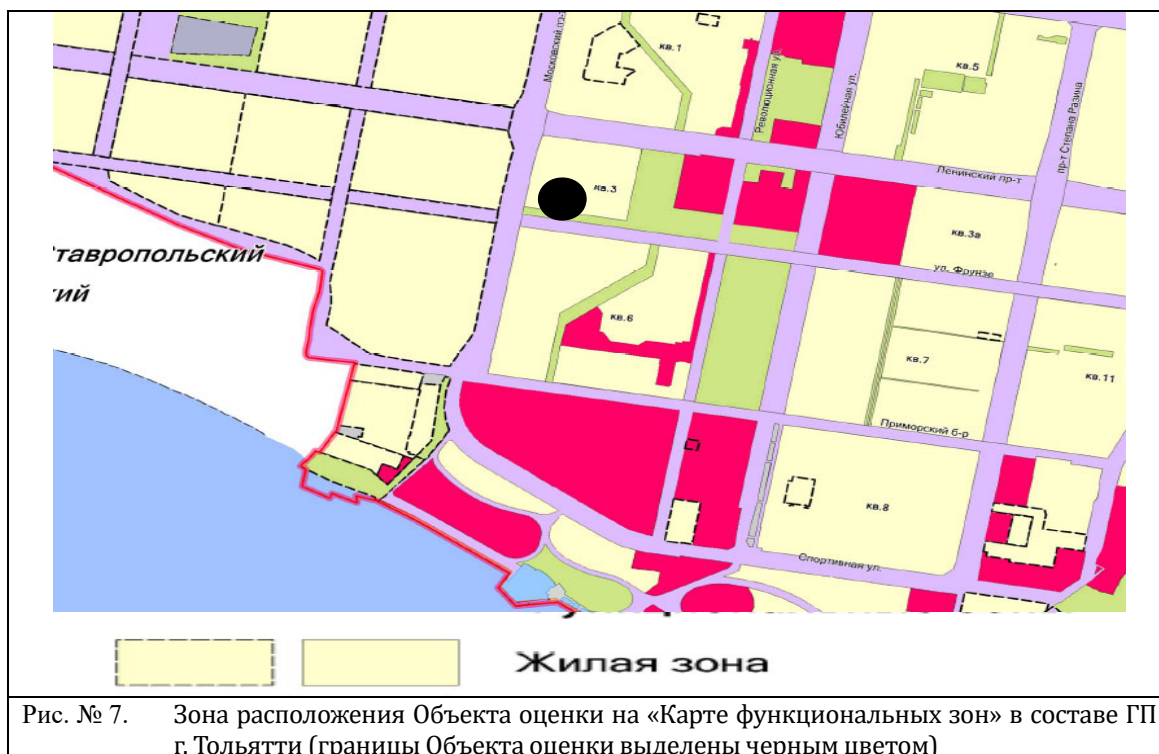 кв.1
кв.5
Московский пр-
Революционная ул.
Юбилейная ул.
пр-т Степана Разина
Ленинский пр-т
кв.3
кв.3а
ул. Фрунзе
тавропольский
кий
кв.6
кв.7
кв.11
Приморский б-р
кв.8
Спортивная ул.
Жилая зона
Рис. № 7. Зона расположения Объекта оценки на «Карте функциональных зон» в составе ГП
г. Тольятти (границы Объекта оценки выделены черным цветом)